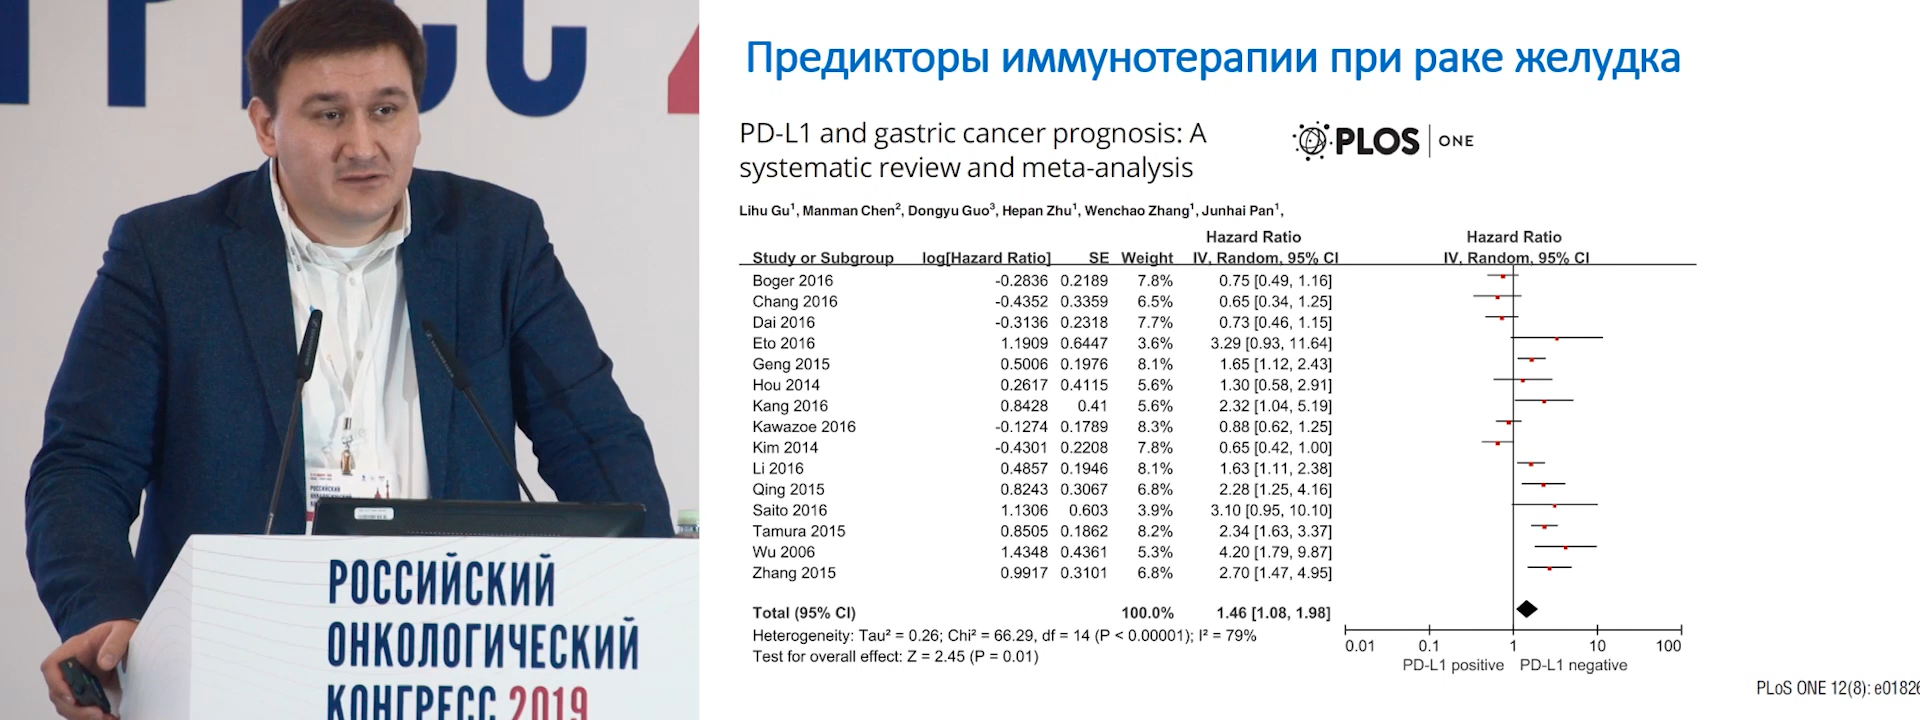 Предикторы иммунотерапии при раке желудка
PD-L1 and gastric cancer prognosis: A
systematic review and meta-analysis
PLOS | ONE
Lihu Gu1, Manman Chen2, Dongyu Guo3, Hepan Zhu1, Wenchao Zhang1, Junhai Pan1,
Hazard Ratio Hazard Ratio
Study or Subgroup log[Hazard Ratio] SE Weight IV, Random, 95% CI IV, Random, 95% CI
Boger 2016 -0.2836 0.2189 7.8% 0.75 [0.49, 1.16]
Chang 2016 -0.4352 0.3359 6.5% 0.65 [0.34, 1.25]
Dai 2016 -0.3136 0.2318 7.7% 0.73 [0.46, 1.15]
Eto 2016 1.1909 0.6447 3.6% 3.29 [0.93, 11.64]
Geng 2015 0.5006 0.1976 8.1% 1.65 [1.12, 2.43]
Hou 2014 0.2617 0.4115 5.6% 1.30 [0.58, 2.91]
Kang 2016 0.8428 0.41 5.6% 2.32 [1.04, 5.19]
Kawazoe 2016 -0.1274 0.1789 8.3% 0.88 [0.62, 1.25]
Kim 2014 -0.4301 0.2208 7.8% 0.65 [0.42, 1.00]
Li 2016 0.4857 0.1946 8.1% 1.63 [1.11, 2.38]
Qing 2015 0.8243 0.3067 6.8% 2.28 [1.25, 4.16]
Saito 2016 1.1306 0.603 3.9% 3.10 [0.95, 10.10]
Tamura 2015 0.8505 0.1862 8.2% 2.34 [1.63, 3.37]
Wu 2006 1.4348 0.4361 5.3% 4.20 [1.79, 9.87]
Zhang 2015 0.9917 0.3101 6.8% 2.70 [1.47, 4.95]
Total (95% CI) 100.0% 1.46 [1.08, 1.98]
Heterogeneity: Tau² = 0.26; Chi² = 66.29, df = 14 (P < 0.00001); I² = 79%
Test for overall effect: Z = 2.45 (P = 0.01)
0.01 0.1 1 10 100
PD-L1 positive PD-L1 negative
PLoS ONE 12(8): e01826
РОССИЙСКИЙ
ОНКОЛОГИЧЕСКИЙ
КОНГРЕСС 2019